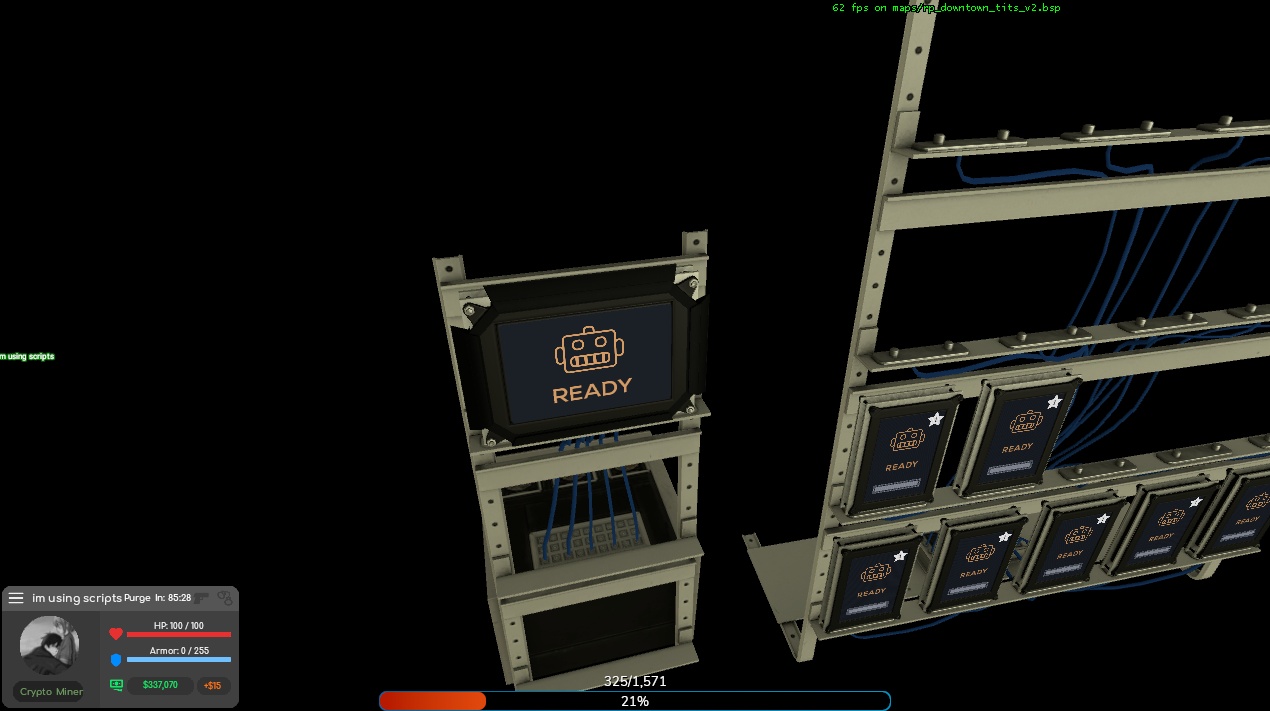 62 fps on maps/rp_downtown_tits_v2.bsp
READY
READY
READY
m using scripts
READY
READY
READY
READY
READY
im using scripts Purge In: 85:28
HP: 100 / 100
Armor: 0 / 255
$337,070 +$15
Crypto Miner
325/1,571
21%